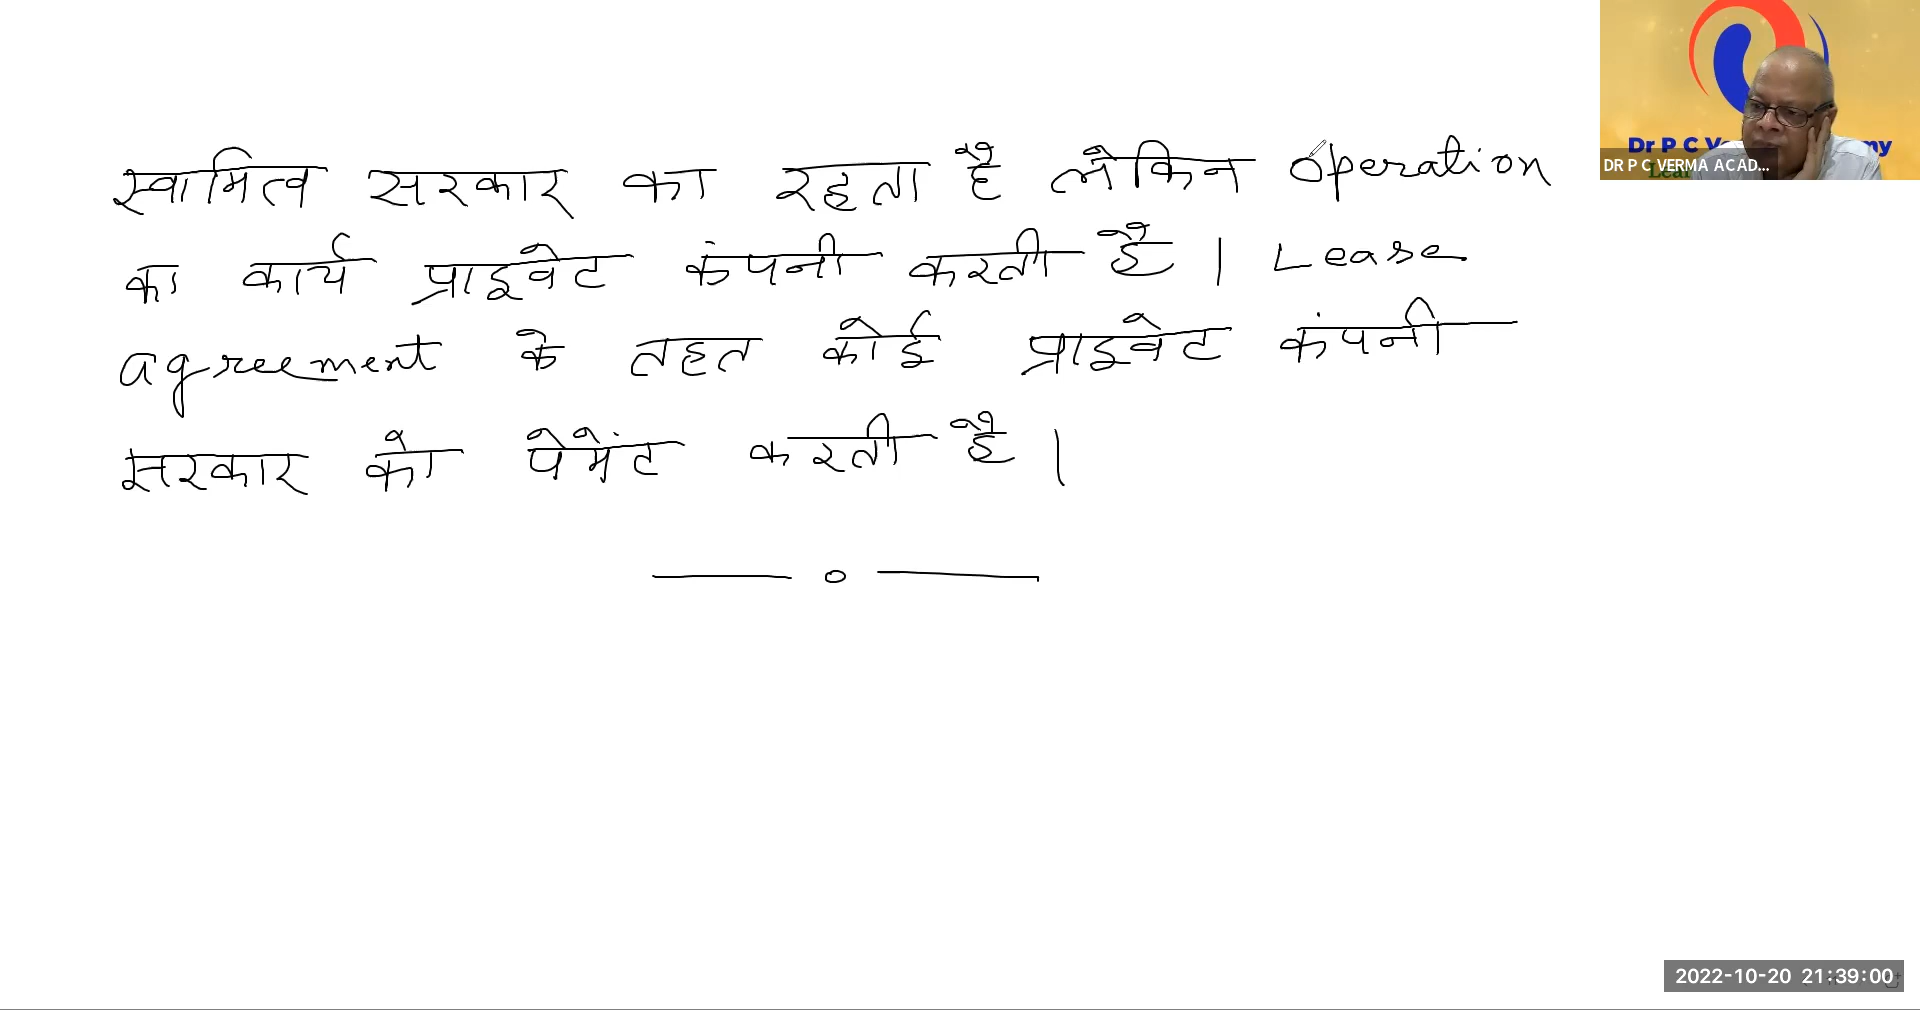 स्वामित्व सरकार का रहता है लेकिन operation
का कार्य प्राइवेट कंपनी करती है। Lease
agreement के तहत कोई प्राइवेट कंपनी
सरकार को पेमेंट करती है।
Dr P C
DR P C VERMA ACAD...
2022-10-20 21:39:00